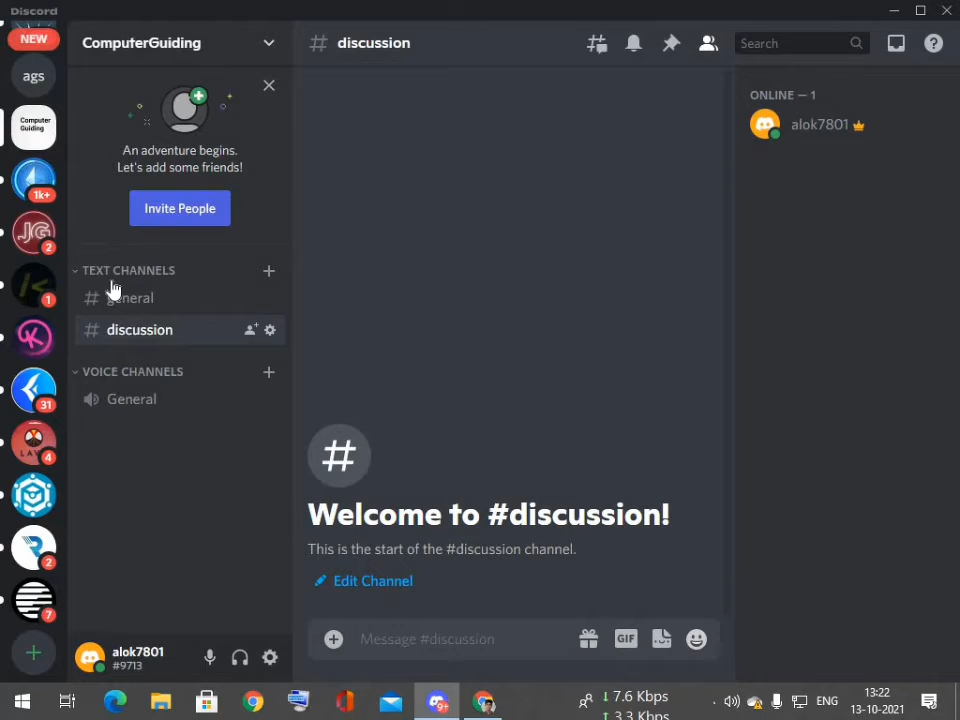 Discord
NEW
ags
Computer
Guiding
1k+
JG
2
1
31
LAVA
4
2
7
ComputerGuiding
An adventure begins.
Let's add some friends!
Invite People
TEXT CHANNELS
general
discussion
VOICE CHANNELS
General
alok7801
#9713
discussion
Search
Welcome to #discussion!
This is the start of the #discussion channel.
Edit Channel
Message #discussion
GIF
ONLINE — 1
alok7801
9+
7.6 Kbps
3.3 Kbps
ENG
13:22
13-10-2021